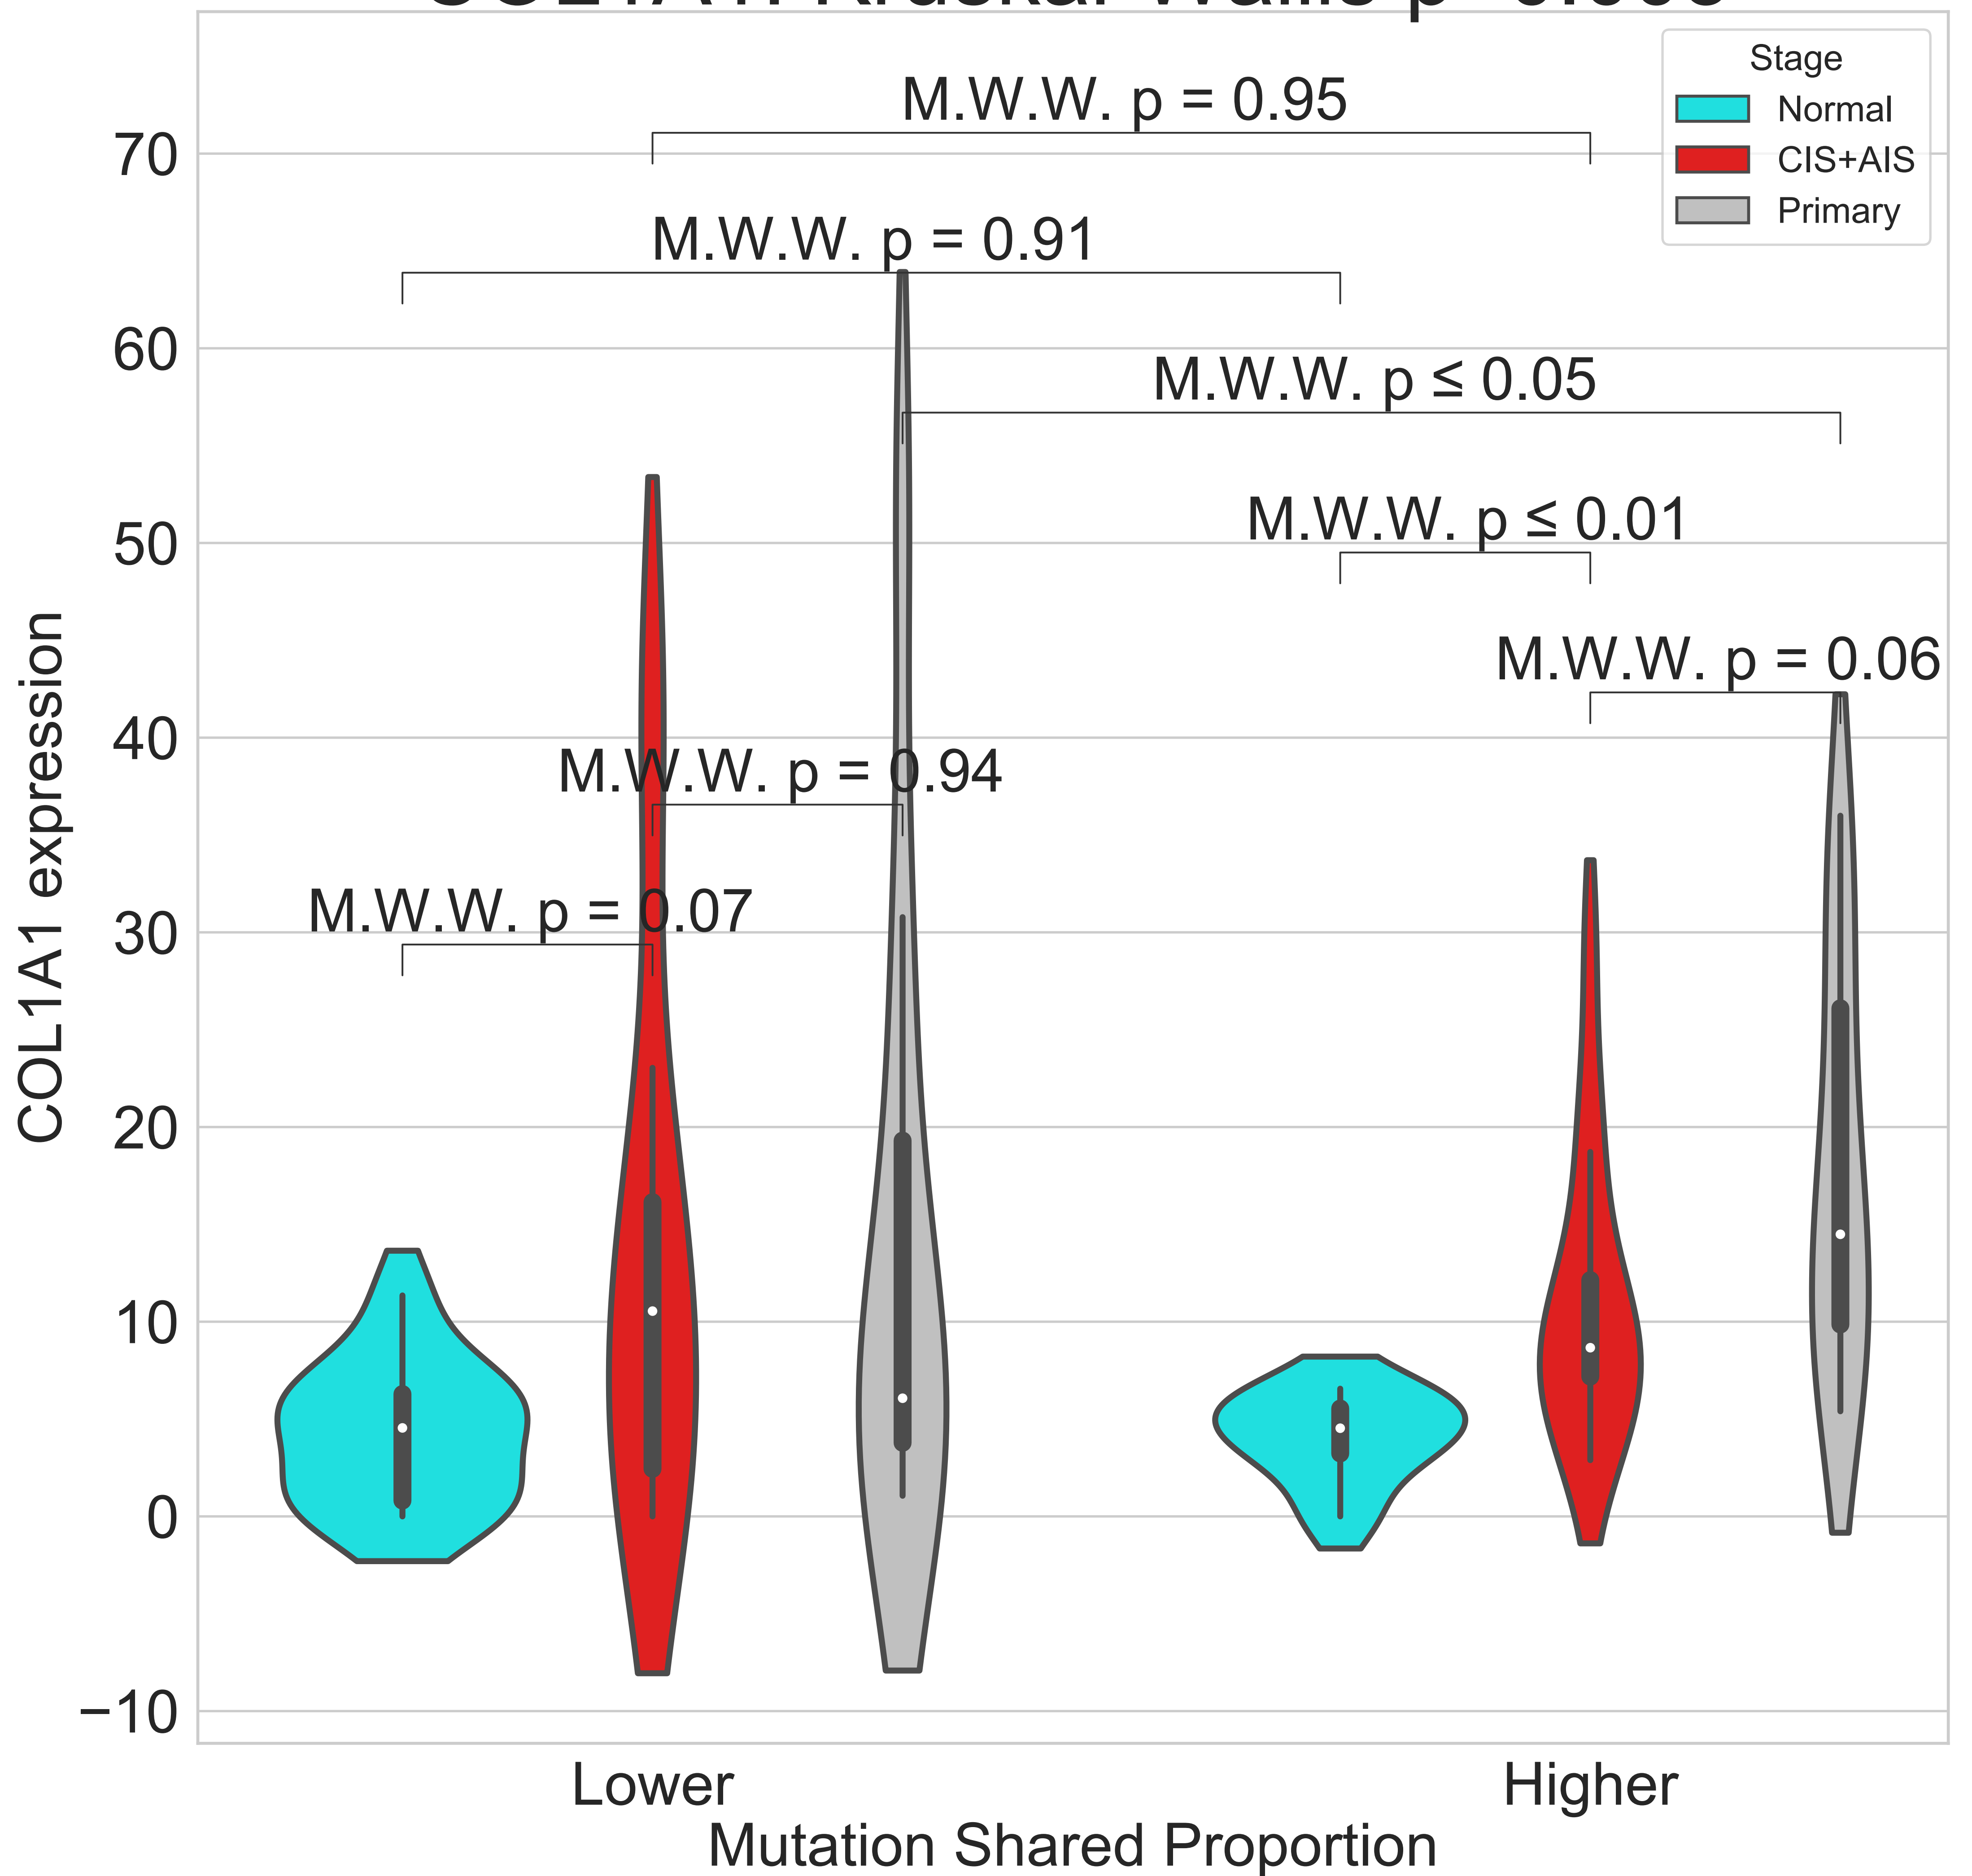 Stage
Normal
CIS+AIS
Primary
M.W.W. p = 0.95
M.W.W. p = 0.91
M.W.W. p ≤ 0.05
M.W.W. p ≤ 0.01
M.W.W. p = 0.06
M.W.W. p = 0.94
M.W.W. p = 0.07
70
60
50
40
30
20
10
0
−10
COL1A1 expression
Lower
Higher
Mutation Shared Proportion